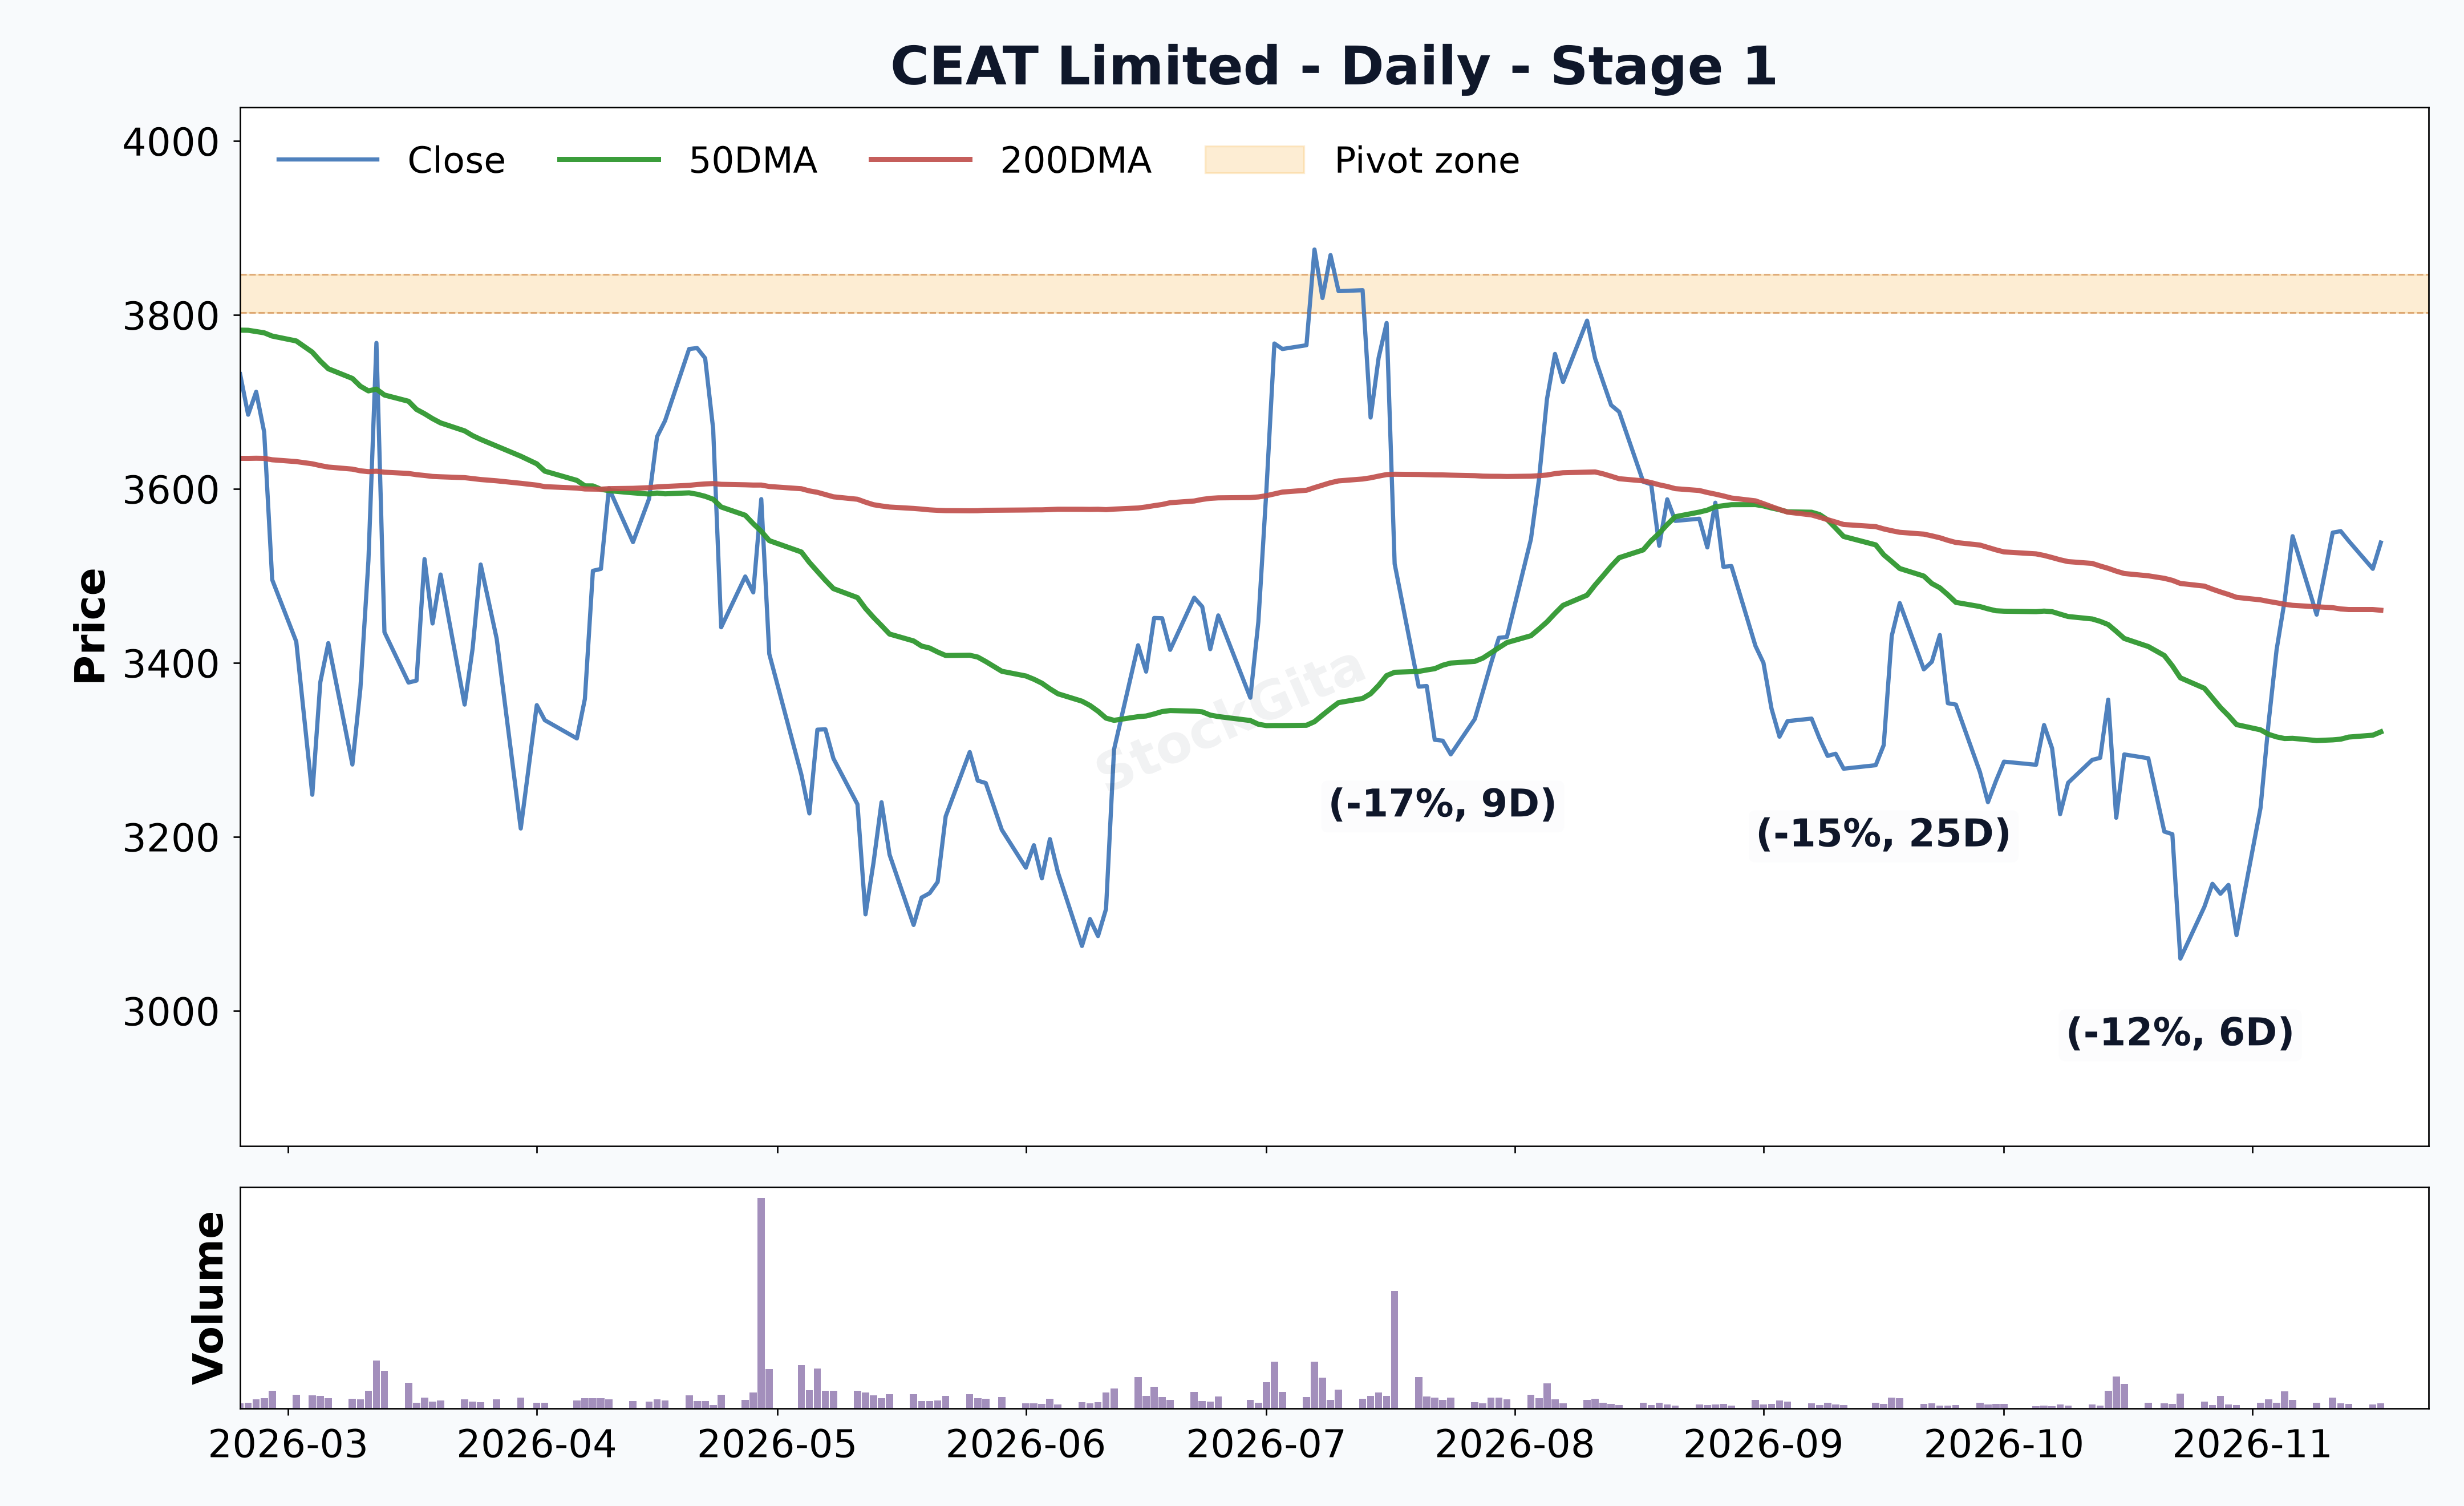 CEAT Limited - Daily - Stage 1
Close 50DMA 200DMA Pivot zone
4000
3800
3600
3400
3200
3000
Price
StockGita
(-17%, 9D)
(-15%, 25D)
(-12%, 6D)
Volume
2026-03 2026-04 2026-05 2026-06 2026-07 2026-08 2026-09 2026-10 2026-11